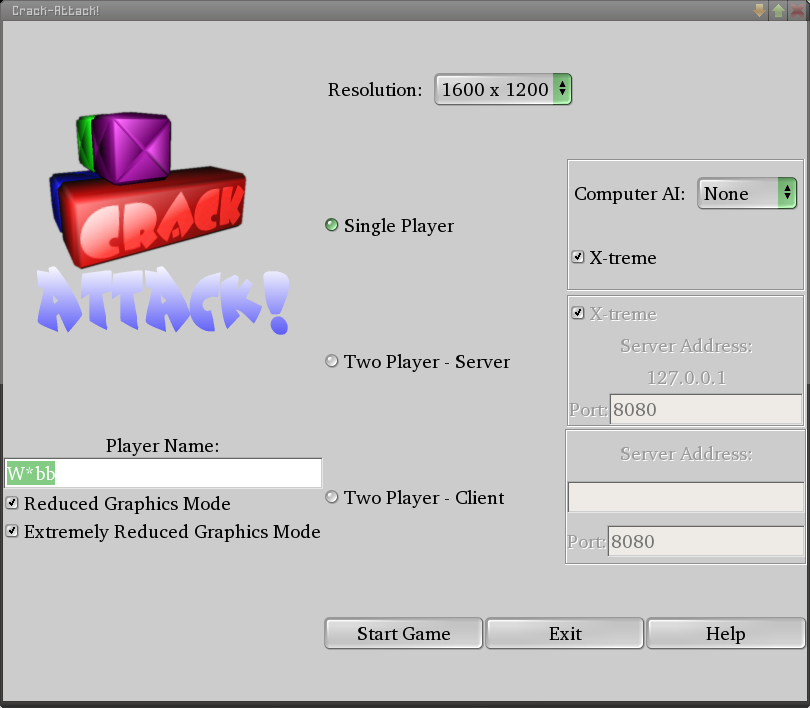 Crack-Attack!
Resolution: 1600 x 1200
CRACK
ATTACK!
Single Player
Computer AI: None
X-treme
Two Player - Server
X-treme
Server Address:
127.0.0.1
Port: 8080
Player Name:
W*bb
Reduced Graphics Mode
Extremely Reduced Graphics Mode
Two Player - Client
Server Address:
Port: 8080
Start Game
Exit
Help